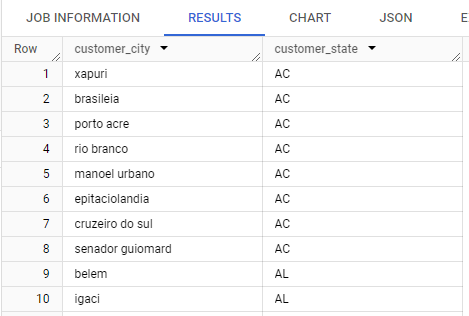 JOB INFORMATION RESULTS CHART JSON E
Row customer_city customer_state
1 xapuri AC
2 brasileia AC
3 porto acre AC
4 rio branco AC
5 manoel urbano AC
6 epitaciolandia AC
7 cruzeiro do sul AC
8 senador guiomard AC
9 belem AL
10 igaci AL